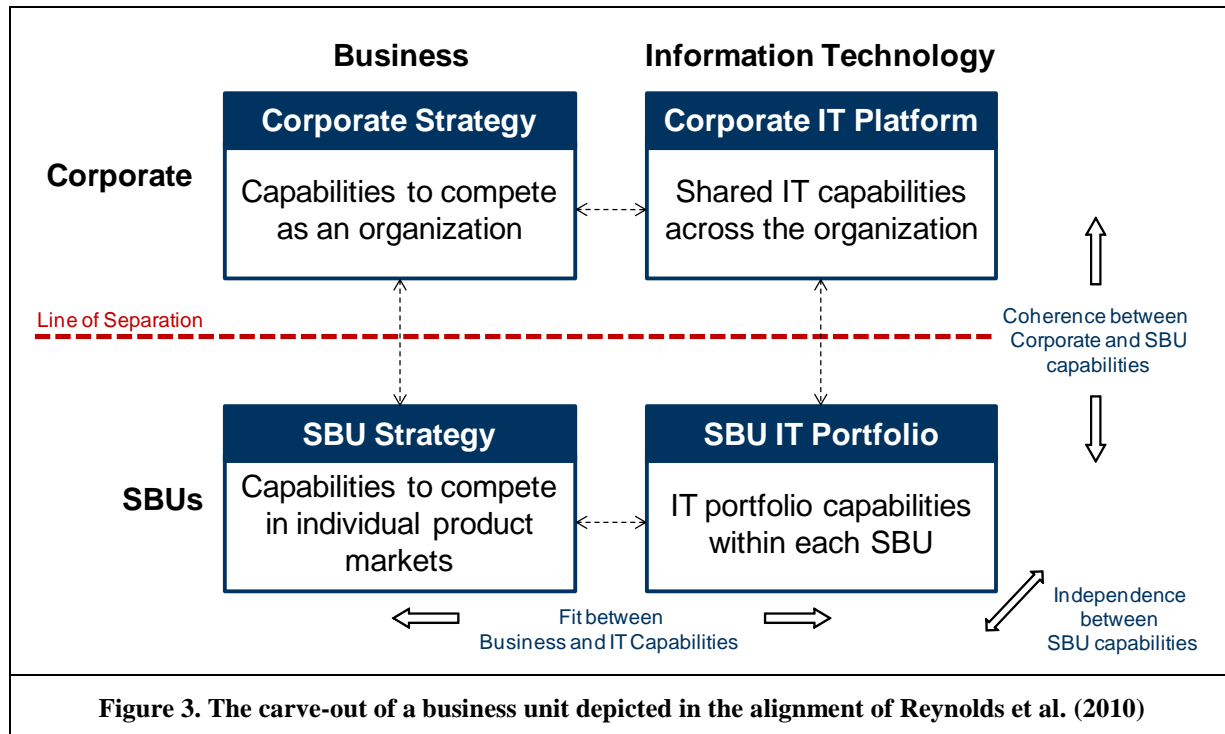 Business
Information Technology
Corporate
Corporate Strategy
Capabilities to compete
as an organization
Corporate IT Platform
Shared IT capabilities
across the organization
Line of Separation
Coherence between
Corporate and SBU
capabilities
SBUs
SBU Strategy
Capabilities to compete
in individual product
markets
SBU IT Portfolio
IT portfolio capabilities
within each SBU
Fit between
Business and IT Capabilities
Independence
between
SBU capabilities
Figure 3. The carve-out of a business unit depicted in the alignment of Reynolds et al. (2010)